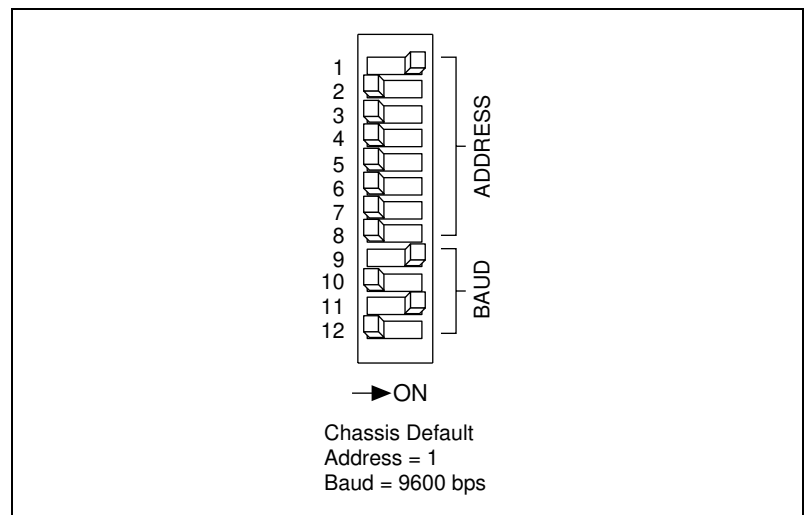 1
2
3
4
5
6
7
8
9
10
11
12
ADDRESS
BAUD
ON
Chassis Default
Address = 1
Baud = 9600 bps